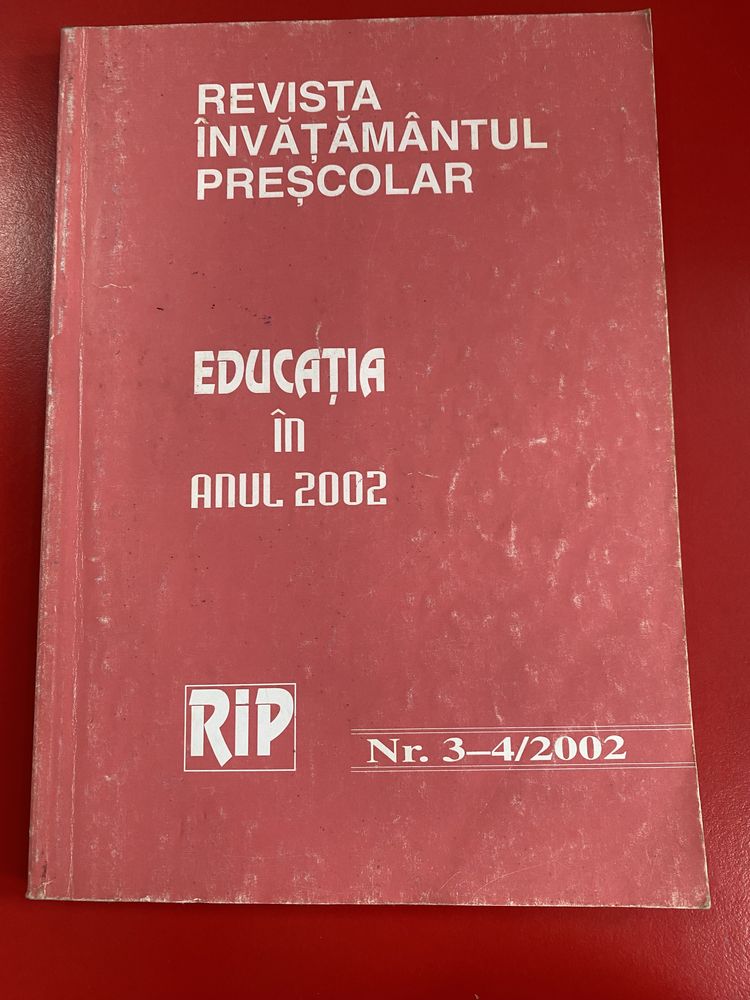 REVISTA
ÎNVĂȚĂMÂNTUL
PREȘCOLAR
EDUCAȚIA
în
ANUL 2002
RiP
Nr. 3–4/2002